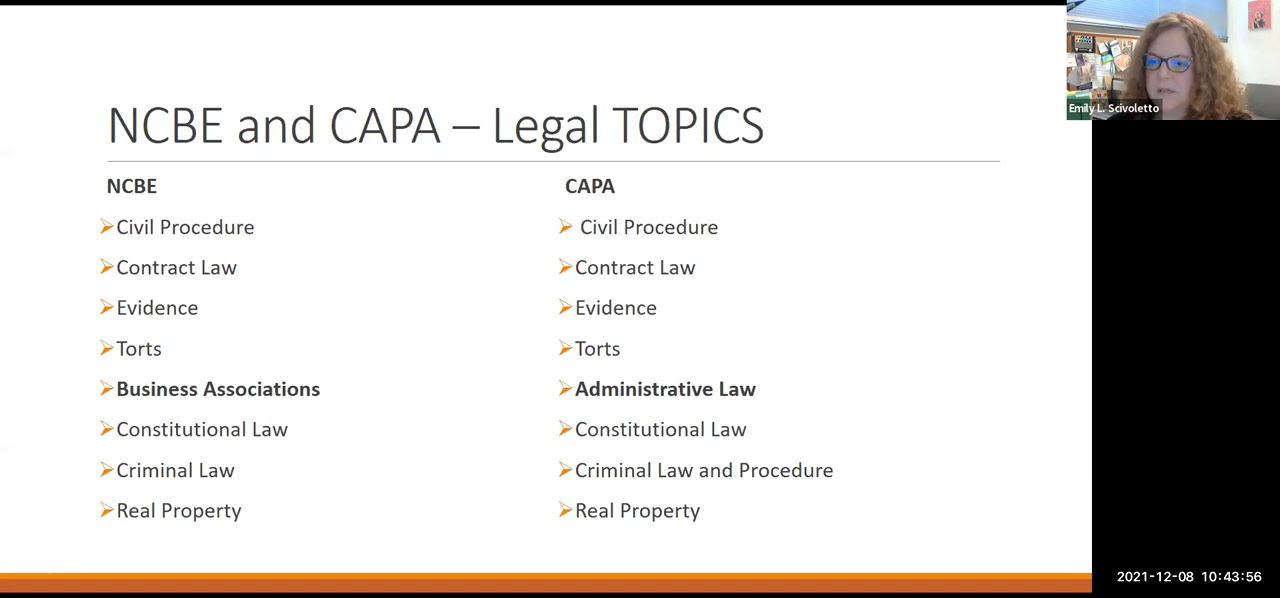 NCBE and CAPA – Legal TOPICS
NCBE
Civil Procedure
Contract Law
Evidence
Torts
Business Associations
Constitutional Law
Criminal Law
Real Property
CAPA
Civil Procedure
Contract Law
Evidence
Torts
Administrative Law
Constitutional Law
Criminal Law and Procedure
Real Property
Emily L. Scivoletto
2021-12-08 10:43:56